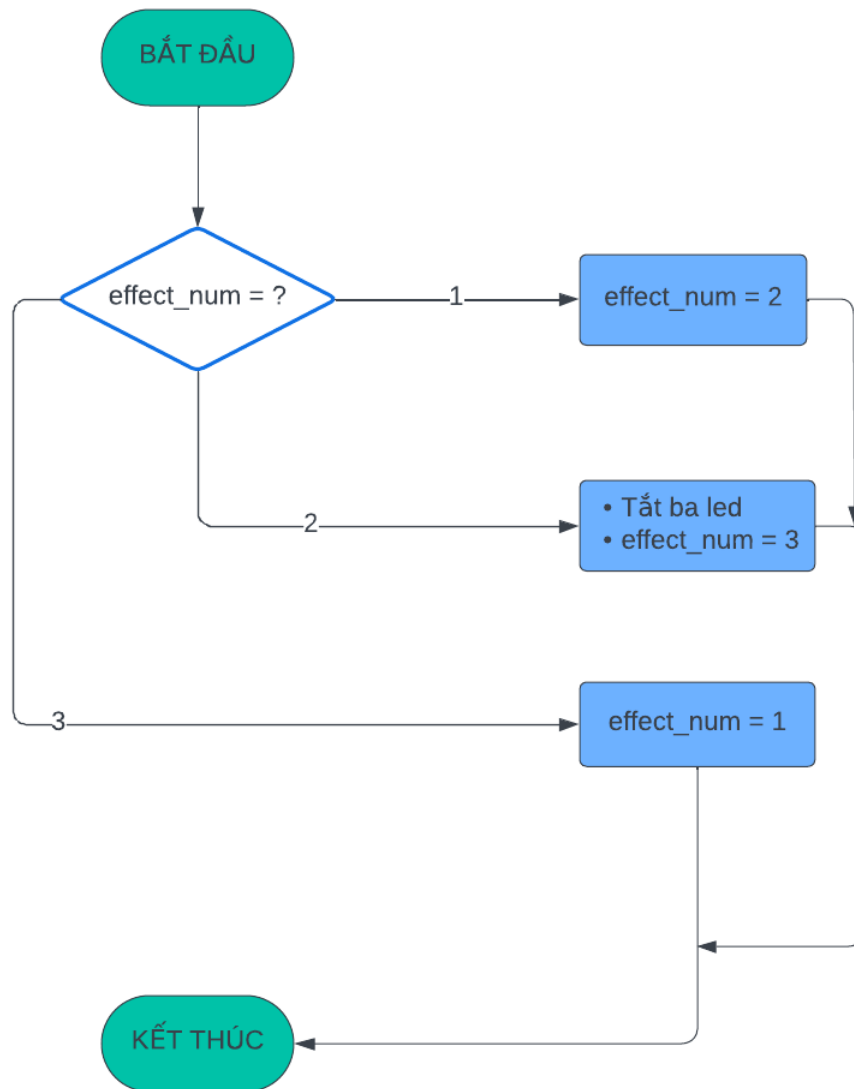 BẮT ĐẦU
effect_num = ?
1
effect_num = 2
2
• Tắt ba led
• effect_num = 3
3
effect_num = 1
KẾT THÚC